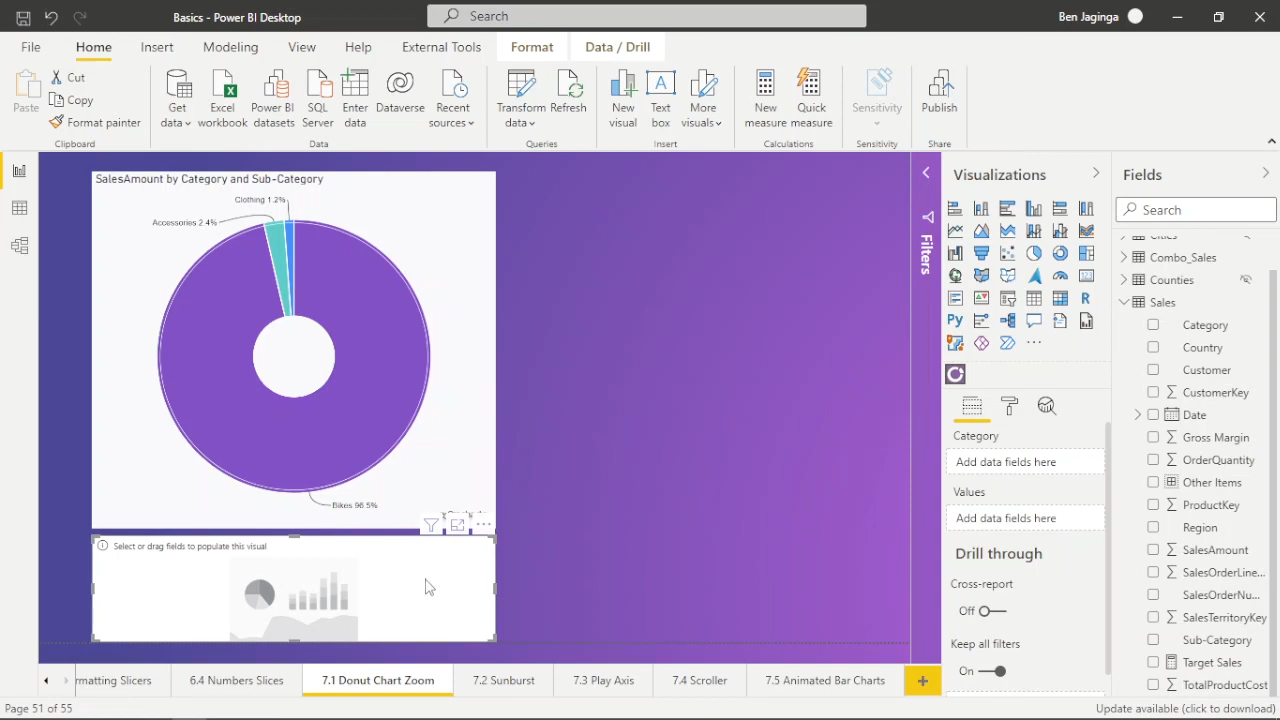 Basics - Power BI Desktop
Search
Ben Jaginga
File
Home
Insert
Modeling
View
Help
External Tools
Format
Data / Drill
Paste
Cut
Copy
Format painter
Clipboard
Get data
Excel workbook
Power BI datasets
SQL Server
Enter data
Dataverse
Recent sources
Data
Transform data
Refresh
Queries
New visual
A
Text box
More visuals
Insert
New measure
Quick measure
Calculations
Sensitivity
Sensitivity
Publish
Share
SalesAmount by Category and Sub-Category
Clothing 1.2%
Accessories 2.4%
Bikes 96.5%
Select or drag fields to populate this visual
Filters
Visualizations
R
Py
Category
Add data fields here
Values
Add data fields here
Drill through
Cross-report
Off
Keep all filters
On
Fields
Search
Combo_Sales
Counties
Sales
Category
Country
Customer
CustomerKey
Date
Gross Margin
OrderQuantity
Other Items
ProductKey
Region
SalesAmount
SalesOrderLine...
SalesOrderNu...
SalesTerritoryKey
Sub-Category
Target Sales
TotalProductCost
matting Slicers
6.4 Numbers Slices
7.1 Donut Chart Zoom
7.2 Sunburst
7.3 Play Axis
7.4 Scroller
7.5 Animated Bar Charts
Page 51 of 55
Update available (click to download)